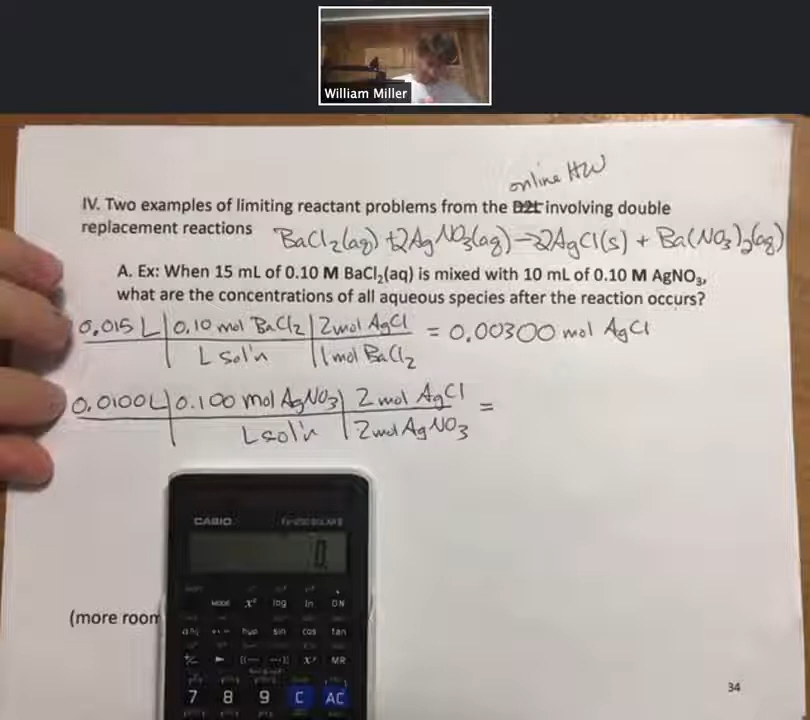 William Miller
online HW
IV. Two examples of limiting reactant problems from the D2L involving double
replacement reactions BaCl₂(aq) + 2AgNO₃(aq) → 2AgCl(s) + Ba(NO₃)₂(aq)
A. Ex: When 15 mL of 0.10 M BaCl₂(aq) is mixed with 10 mL of 0.10 M AgNO₃,
what are the concentrations of all aqueous species after the reaction occurs?
0.015 L | 0.10 mol BaCl₂ | 2 mol AgCl = 0.00300 mol AgCl
L sol'n | 1 mol BaCl₂
0.0100 L | 0.100 mol AgNO₃ | 2 mol AgCl =
L sol'n | 2 mol AgNO₃
CASIO
0.
MODE x² log ln ON
hyp sin cos tan
MR
7 8 9 C AC
(more room
34